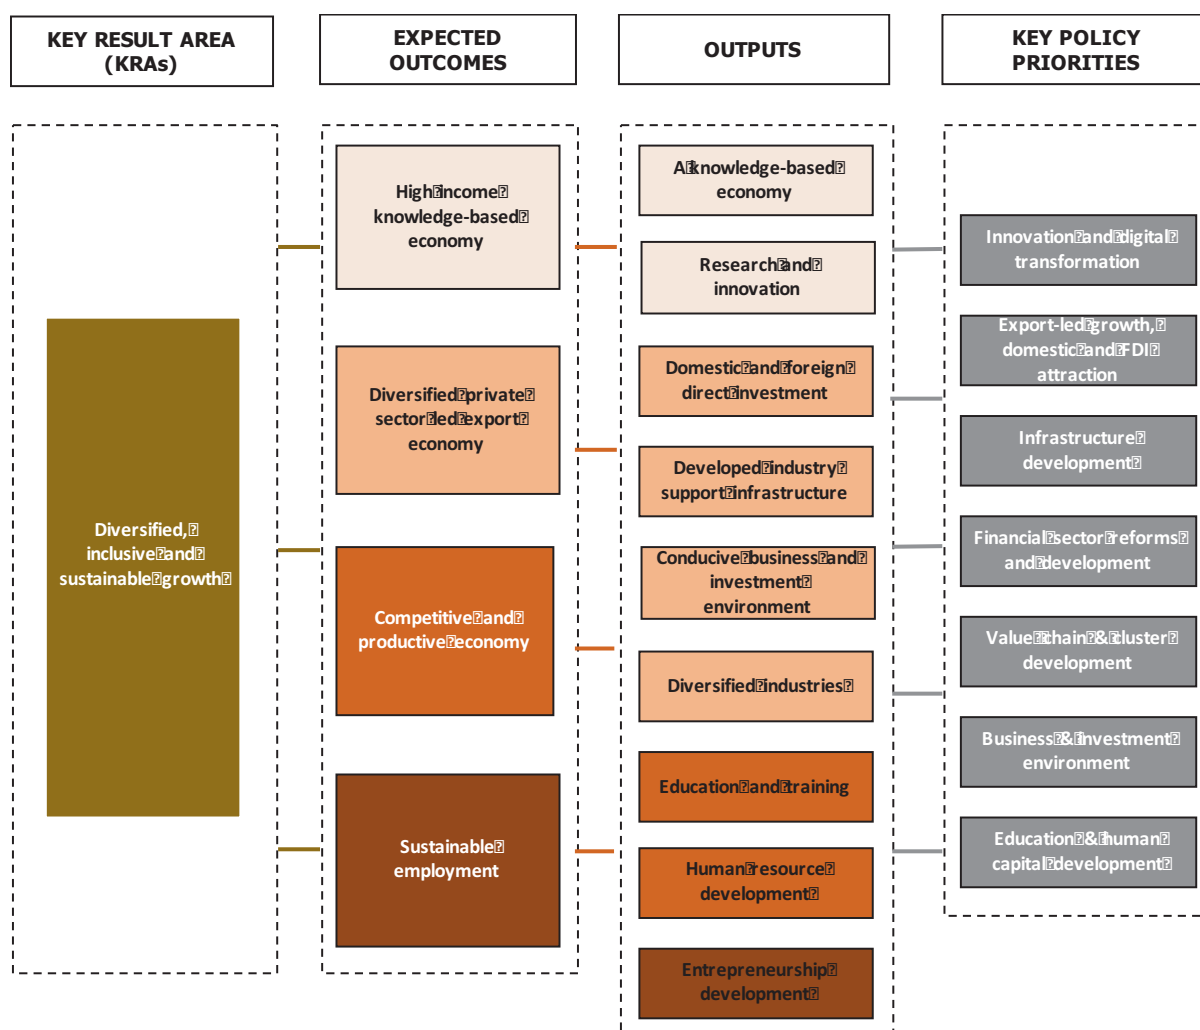 KEY RESULT AREA
(KRAs)
EXPECTED
OUTCOMES
OUTPUTS
KEY POLICY
PRIORITIES
Diversified,
inclusive and
sustainable growth
High income
knowledge-based
economy
Diversified private
sector led export
economy
Competitive and
productive economy
Sustainable
employment
A knowledge-based
economy
Research and
innovation
Domestic and foreign
direct investment
Developed industry
support infrastructure
Conducive business and
investment
environment
Diversified industries
Education and training
Human resource
development
Entrepreneurship
development
Innovation and digital
transformation
Export-led growth,
domestic and FDI
attraction
Infrastructure
development
Financial sector reforms
and development
Value chain & cluster
development
Business & investment
environment
Education & human
capital development